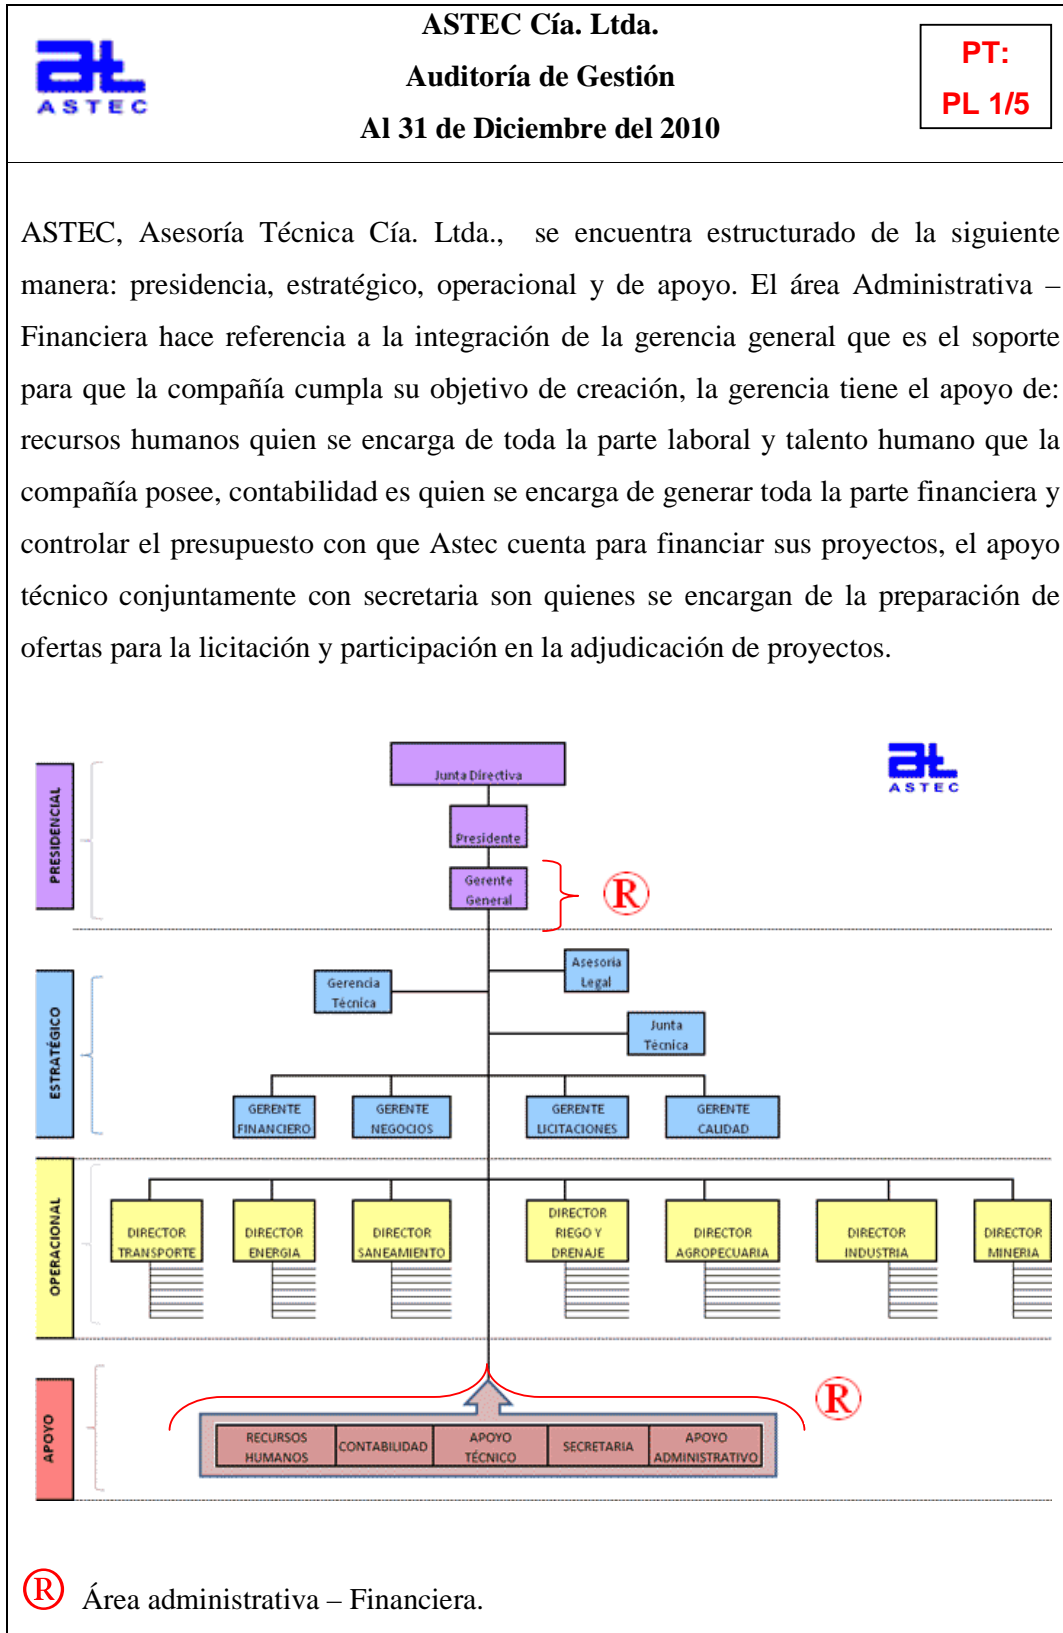 ASTEC Cía. Ltda.
Auditoría de Gestión
Al 31 de Diciembre del 2010
ASTEC
PT:
PL 1/5
ASTEC, Asesoría Técnica Cía. Ltda., se encuentra estructurado de la siguiente
manera: presidencia, estratégico, operacional y de apoyo. El área Administrativa –
Financiera hace referencia a la integración de la gerencia general que es el soporte
para que la compañía cumpla su objetivo de creación, la gerencia tiene el apoyo de:
recursos humanos quien se encarga de toda la parte laboral y talento humano que la
compañía posee, contabilidad es quien se encarga de generar toda la parte financiera y
controlar el presupuesto con que Astec cuenta para financiar sus proyectos, el apoyo
técnico conjuntamente con secretaria son quienes se encargan de la preparación de
ofertas para la licitación y participación en la adjudicación de proyectos.
ASTEC
PRESIDENCIAL
Junta Directiva
Presidente
Gerente
General
®
ESTRATÉGICO
Asesoria
Legal
Gerencia
Técnica
Junta
Técnica
GERENTE
FINANCIERO
GERENTE
NEGOCIOS
GERENTE
LICITACIONES
GERENTE
CALIDAD
OPERACIONAL
DIRECTOR
TRANSPORTE
DIRECTOR
ENERGIA
DIRECTOR
SANEAMIENTO
DIRECTOR
RIEGO Y
DRENAJE
DIRECTOR
AGROPECUARIA
DIRECTOR
INDUSTRIA
DIRECTOR
MINERIA
®
APOYO
RECURSOS
HUMANOS
CONTABILIDAD
APOYO
TÉCNICO
SECRETARIA
APOYO
ADMINISTRATIVO
® Área administrativa – Financiera.